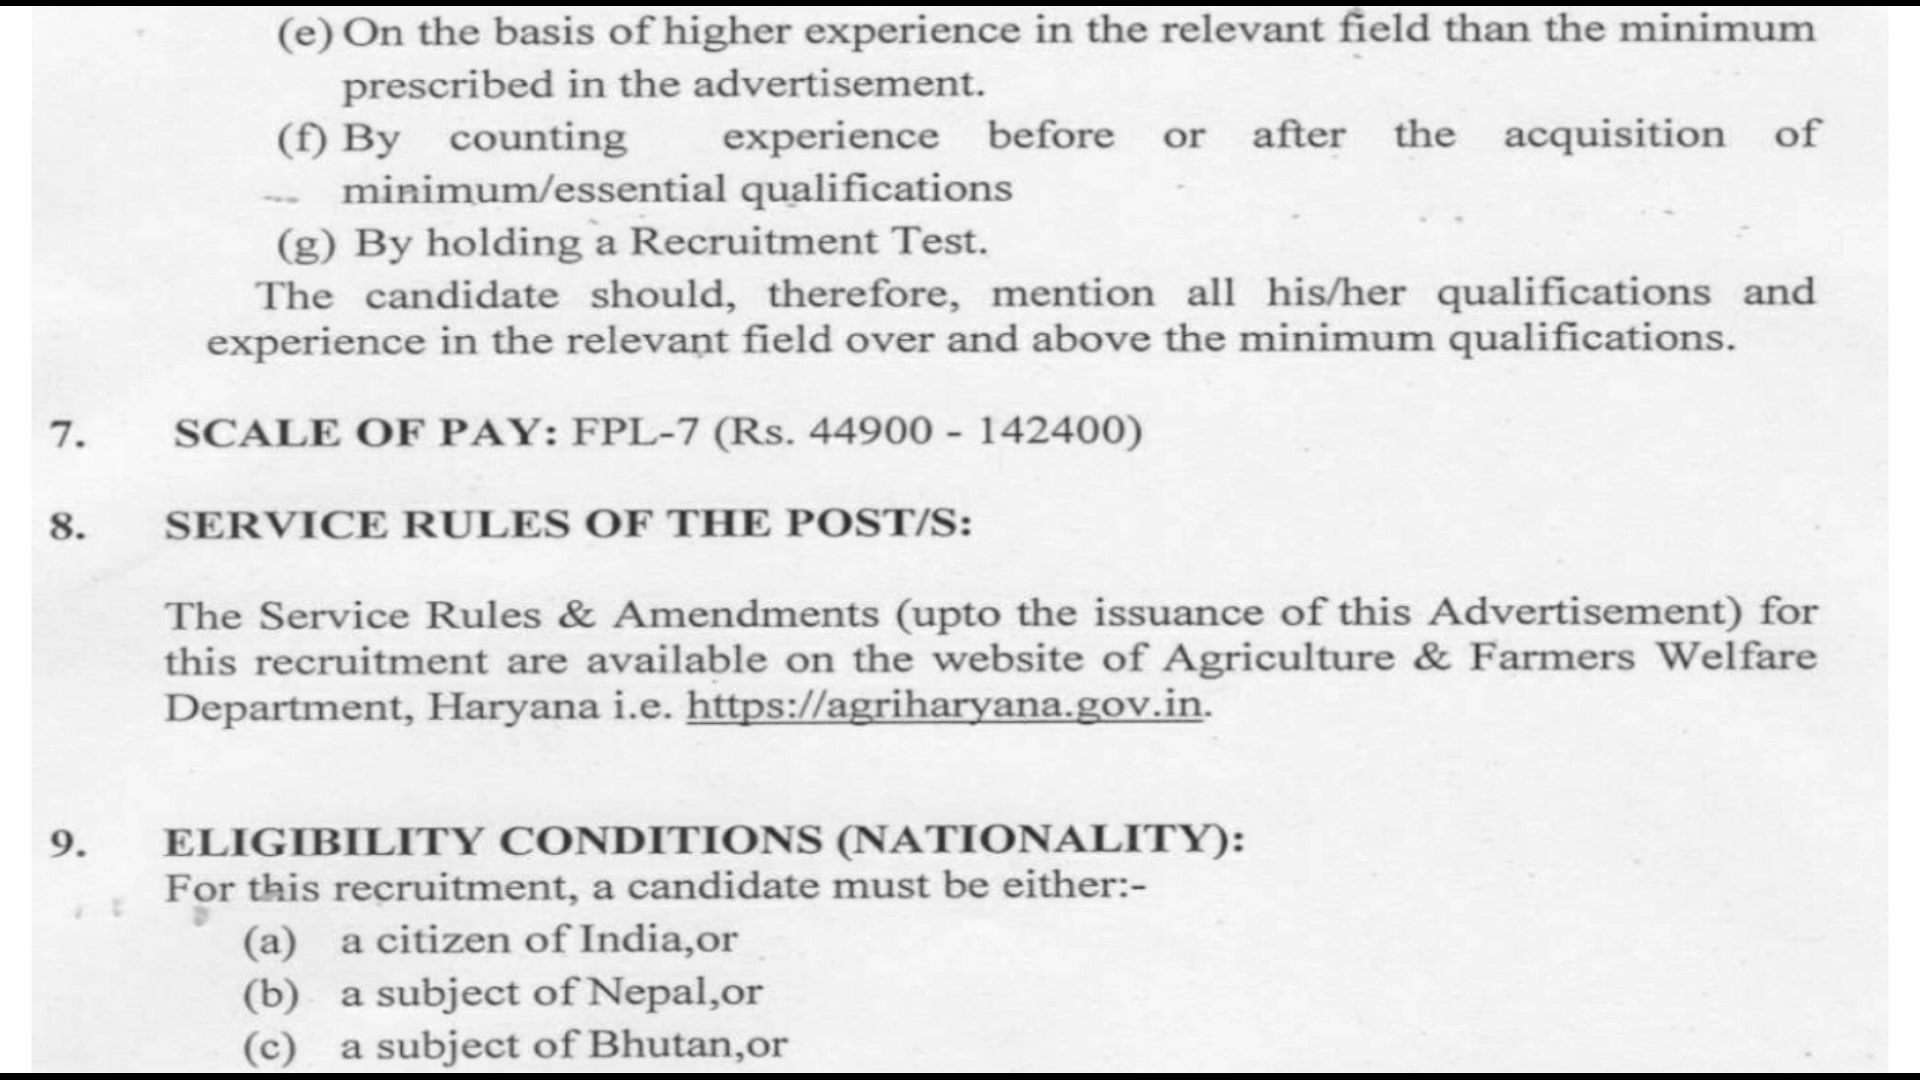 (e) On the basis of higher experience in the relevant field than the minimum
prescribed in the advertisement.
(f) By counting experience before or after the acquisition of
minimum/essential qualifications
(g) By holding a Recruitment Test.
The candidate should, therefore, mention all his/her qualifications and
experience in the relevant field over and above the minimum qualifications.
7. SCALE OF PAY: FPL-7 (Rs. 44900 - 142400)
8. SERVICE RULES OF THE POST/S:
The Service Rules & Amendments (upto the issuance of this Advertisement) for
this recruitment are available on the website of Agriculture & Farmers Welfare
Department, Haryana i.e. https://agriharyana.gov.in.
9. ELIGIBILITY CONDITIONS (NATIONALITY):
For this recruitment, a candidate must be either:-
(a) a citizen of India,or
(b) a subject of Nepal,or
(c) a subject of Bhutan,or